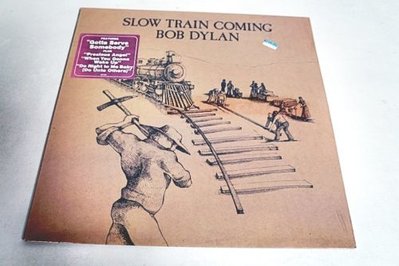 SLOW TRAIN COMING
BOB DYLAN
FEATURING
"Gotta Serve
Somebody"
PLUS
"Precious Angel"
"When You Gonna
Wake Up"
"Do Right to Me Baby
(Do Unto Others)"